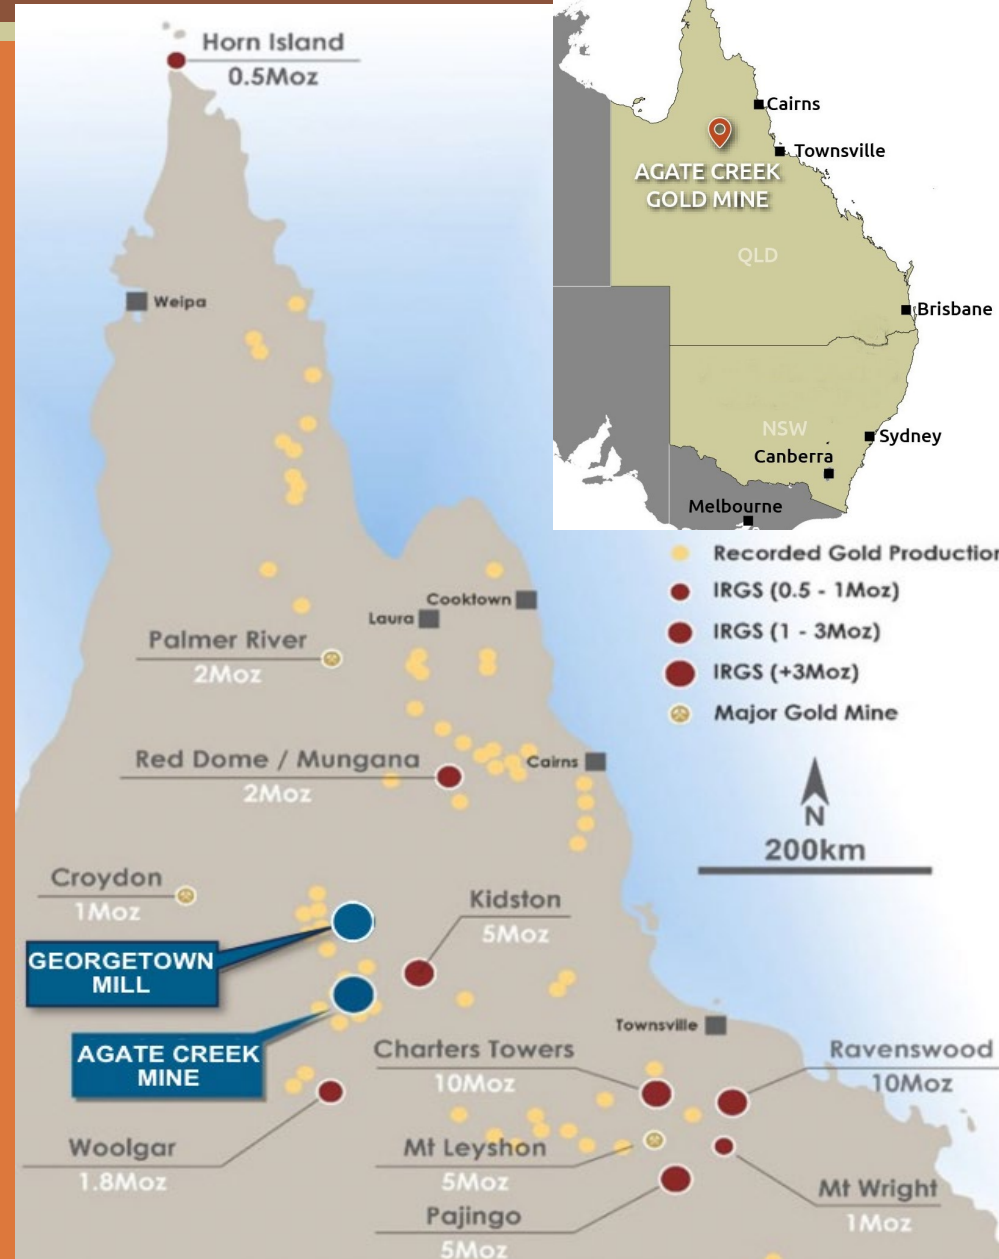 Horn Island
0.5Moz
Cairns
Townsville
AGATE CREEK
GOLD MINE
QLD
Brisbane
NSW
Sydney
Canberra
Melbourne
Weipa
Recorded Gold Production
IRGS (0.5 - 1Moz)
IRGS (1 - 3Moz)
IRGS (+3Moz)
Major Gold Mine
N
200km
Cooktown
Laura
Palmer River
2Moz
Red Dome / Mungana
2Moz
Cairns
Croydon
1Moz
Kidston
5Moz
GEORGETOWN
MILL
AGATE CREEK
MINE
Townsville
Charters Towers
10Moz
Ravenswood
10Moz
Woolgar
1.8Moz
Mt Leyshon
5Moz
Mt Wright
1Moz
Pajingo
5Moz